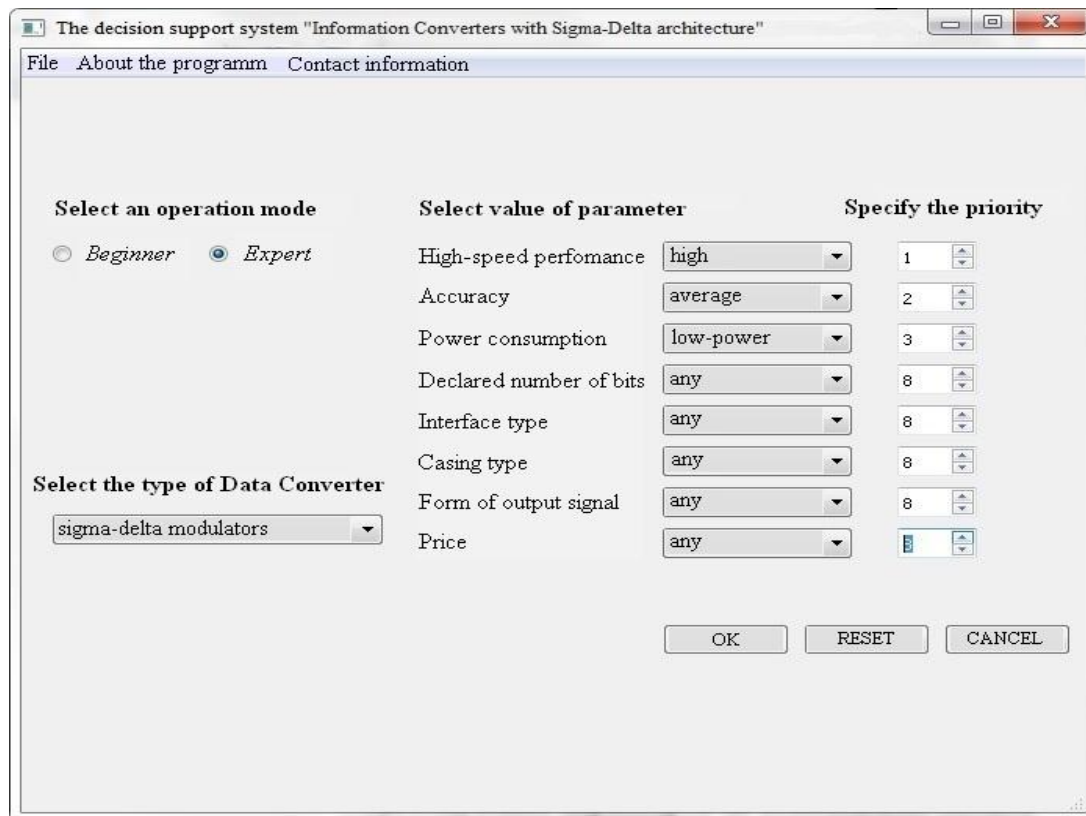 The decision support system "Information Converters with Sigma-Delta architecture"
File About the programm Contact information
Select an operation mode
Beginner Expert
Select the type of Data Converter
sigma-delta modulators
Select value of parameter Specify the priority
High-speed perfomance high 1
Accuracy average 2
Power consumption low-power 3
Declared number of bits any 8
Interface type any 8
Casing type any 8
Form of output signal any 8
Price any
OK RESET CANCEL